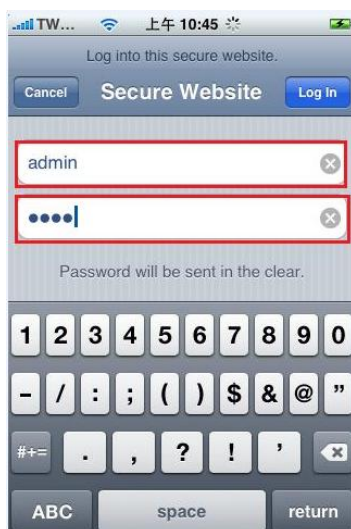 TW... 上午 10:45
Log into this secure website.
Cancel Secure Website Log In
admin
••••
Password will be sent in the clear.
1 2 3 4 5 6 7 8 9 0
- / : ; ( ) $ & @ ”
#+= . , ? ! ’
ABC space return